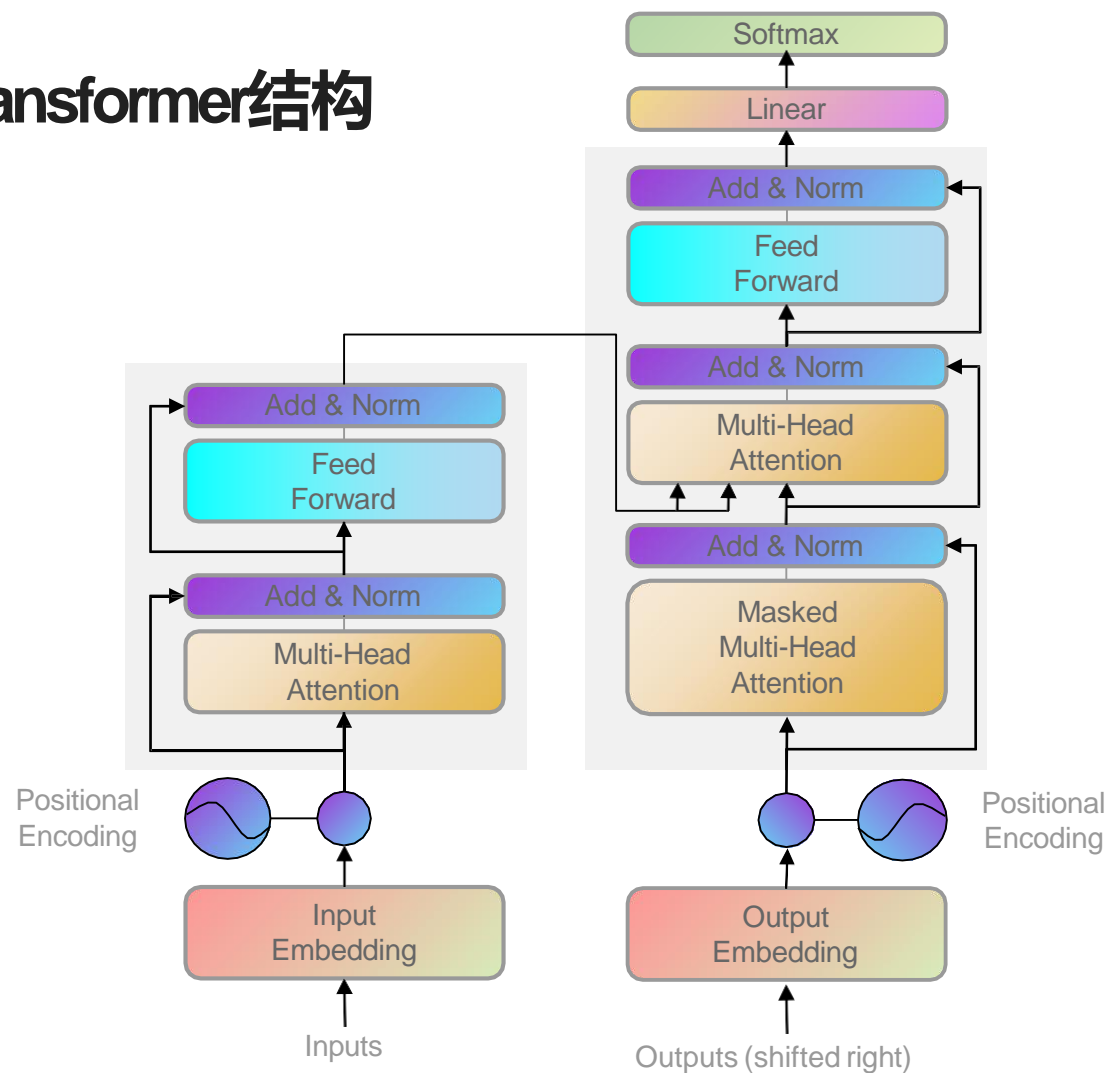 ansformer结构
Softmax
Linear
Add & Norm
Feed
Forward
Add & Norm
Multi-Head
Attention
Add & Norm
Masked
Multi-Head
Attention
Positional
Encoding
Output
Embedding
Outputs (shifted right)
Add & Norm
Feed
Forward
Add & Norm
Multi-Head
Attention
Positional
Encoding
Input
Embedding
Inputs